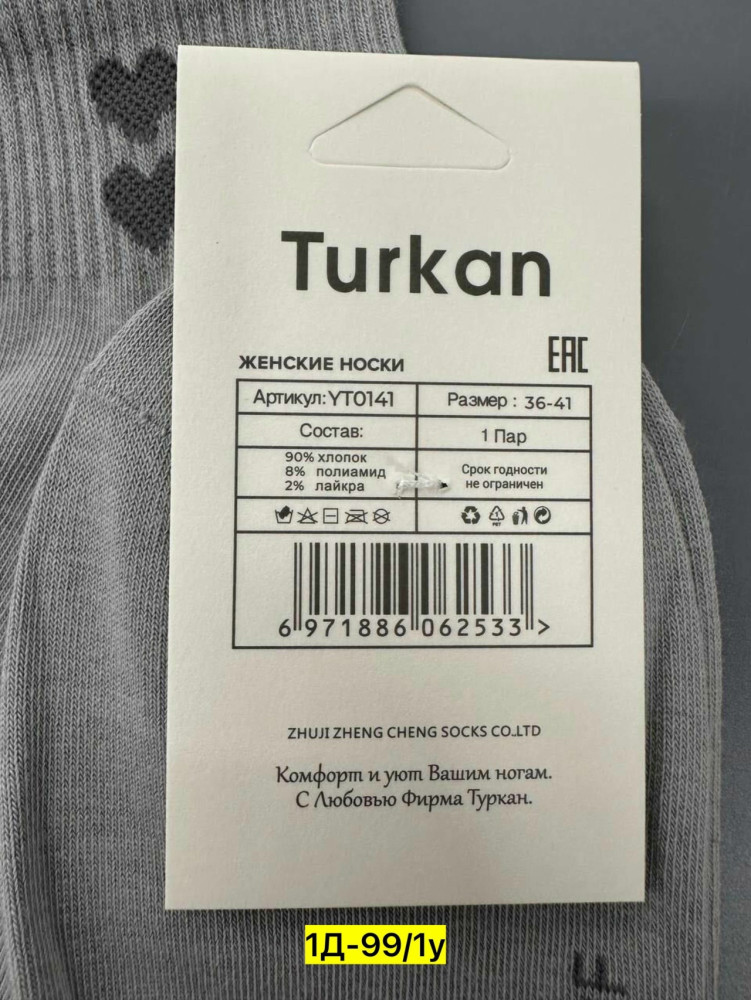 Turkan
ЖЕНСКИЕ НОСКИ
EAC
Артикул: YT0141
Размер : 36-41
Состав:
1 Пар
90% хлопок
8% полиамид
2% лайкра
Срок годности
не ограничен
6 971886 062533 >
ZHUJI ZHENG CHENG SOCKS CO.,LTD
Комфорт и уют Вашим ногам.
С Любовью Фирма Туркан.
1Д-99/1у